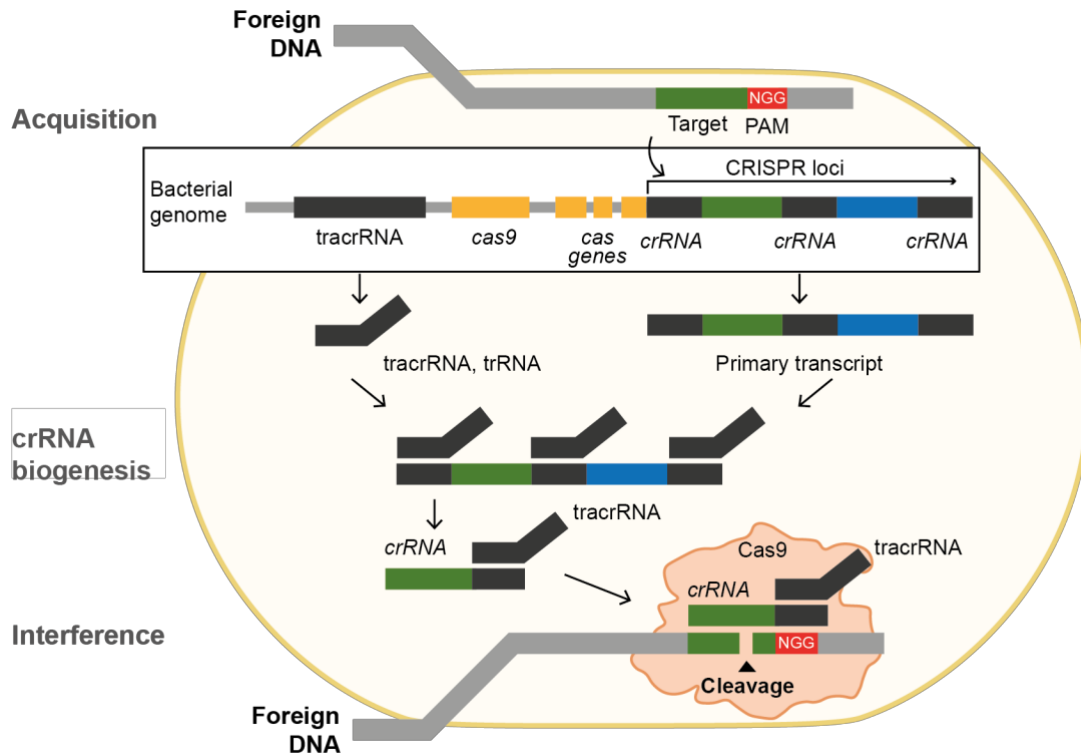 Foreign
DNA
Acquisition
NGG
Target
PAM
CRISPR loci
Bacterial
genome
tracrRNA
cas9
cas
genes
crRNA
crRNA
crRNA
tracrRNA, trRNA
Primary transcript
crRNA
biogenesis
tracrRNA
crRNA
Cas9
tracrRNA
crRNA
Interference
NGG
Cleavage
Foreign
DNA